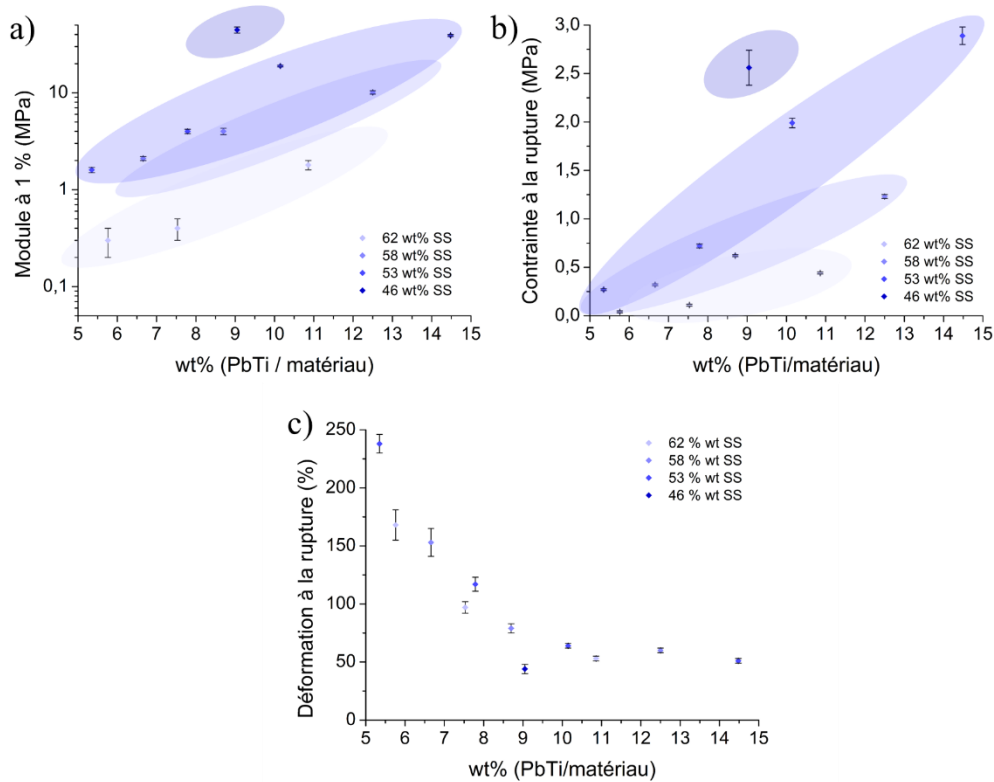 a)
Module à 1 % (MPa)
10
1
0,1
5 6 7 8 9 10 11 12 13 14 15
wt% (PbTi / matériau)
62 wt% SS
58 wt% SS
53 wt% SS
46 wt% SS
b)
Contrainte à la rupture (MPa)
3,0
2,5
2,0
1,5
1,0
0,5
0,0
5 6 7 8 9 10 11 12 13 14 15
wt% (PbTi/matériau)
62 wt% SS
58 wt% SS
53 wt% SS
46 wt% SS
c)
Déformation à la rupture (%)
250
200
150
100
50
0
5 6 7 8 9 10 11 12 13 14 15
wt% (PbTi/matériau)
62 % wt SS
58 % wt SS
53 % wt SS
46 % wt SS